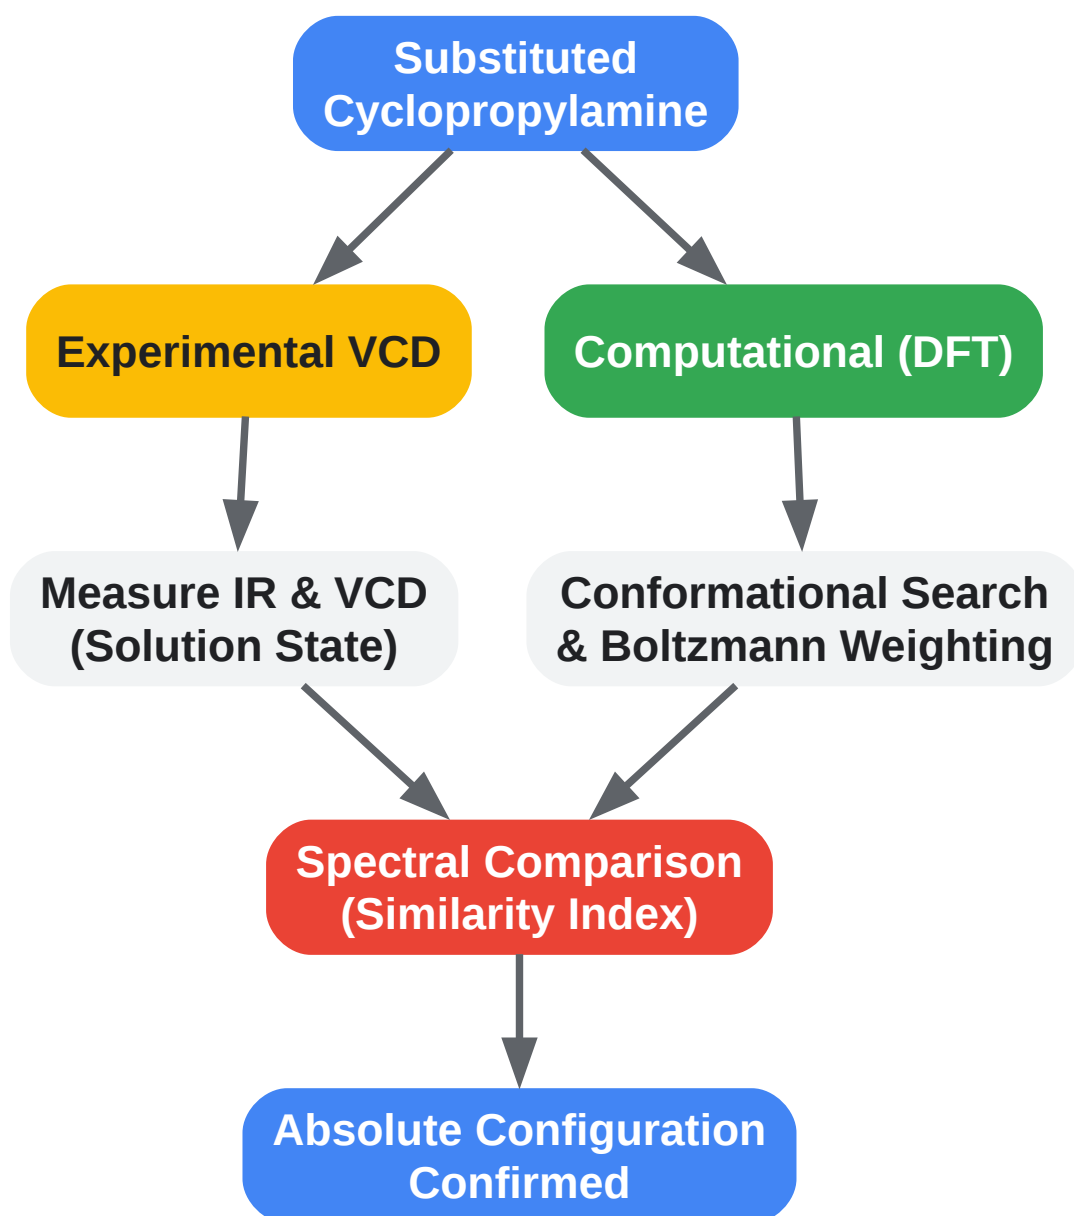 Substituted
Cyclopropylamine
Experimental VCD
Computational (DFT)
Measure IR & VCD
(Solution State)
Conformational Search
& Boltzmann Weighting
Spectral Comparison
(Similarity Index)
Absolute Configuration
Confirmed